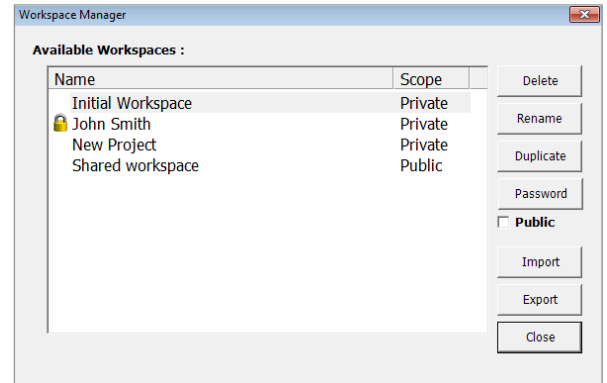 Workspace Manager
Available Workspaces :
Name Scope
Initial Workspace Private
John Smith Private
New Project Private
Shared workspace Public
Delete
Rename
Duplicate
Password
Public
Import
Export
Close